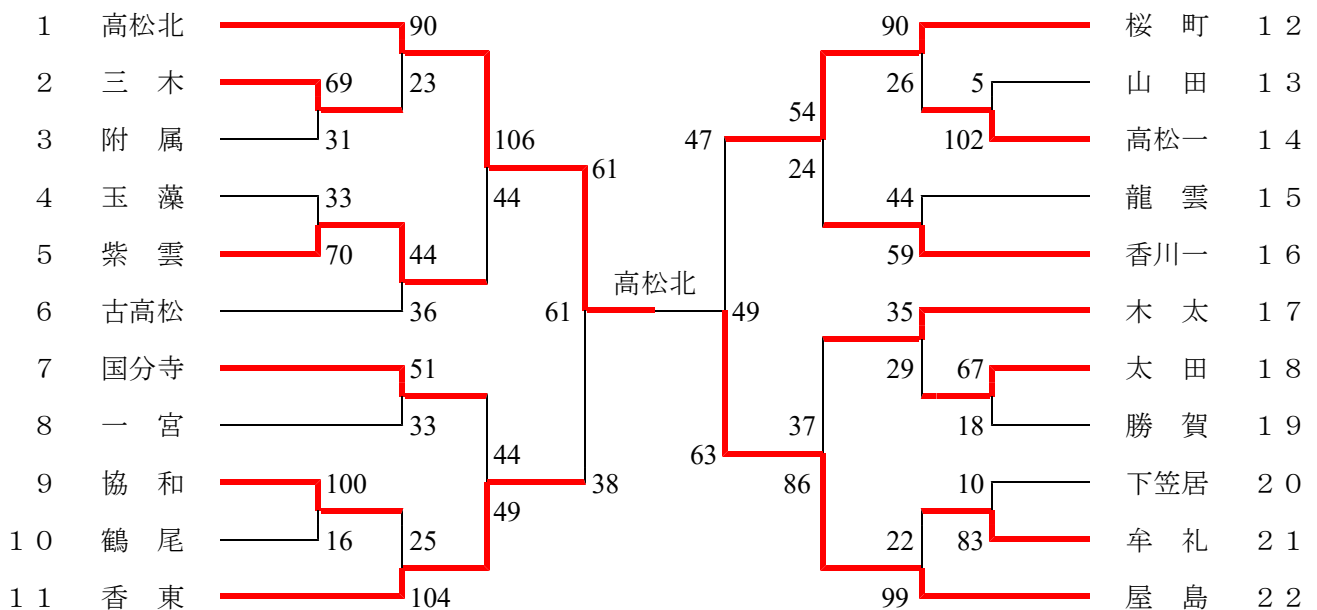 1 高松北 90 90 桜 町 12
2 三 木 69 23 26 5 山 田 13
54
3 附 属 31 106 61 47 24 102 高松一 14
4 玉 藻 33 44 44 龍 雲 15
5 紫 雲 70 44 59 香川一 16
高松北
6 古高松 36 61 49 35 木 太 17
7 国分寺 51 29 67 太 田 18
8 一 宮 33 37 18 勝 賀 19
44 63
9 協 和 100 38 86 10 下笠居 20
49
10 鶴 尾 16 25 22 83 牟 礼 21
11 香 東 104 99 屋 島 22